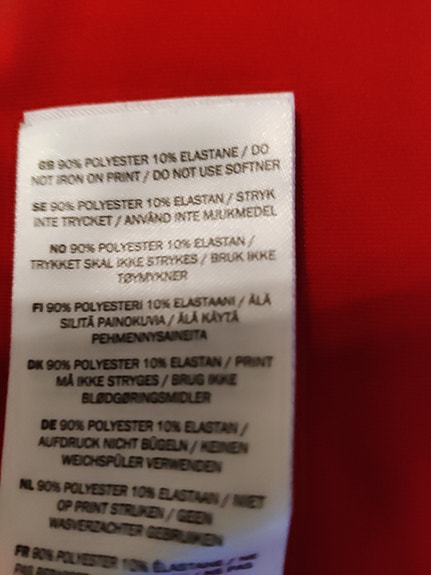 GB 90% POLYESTER 10% ELASTANE / DO
NOT IRON ON PRINT / DO NOT USE SOFTNER
SE 90% POLYESTER 10% ELASTAN / STRYK
INTE TRYCKET / ANVÄND INTE MJUKMEDEL
NO 90% POLYESTER 10% ELASTAN /
TRYKKET SKAL IKKE STRYKES / BRUK IKKE
TØYMYKNER
FI 90% POLYESTERI 10% ELASTAANI / ÄLÄ
SILITÄ PAINOKUVIA / ÄLÄ KÄYTÄ
PEHMENNYSAINEITA
DK 90% POLYESTER 10% ELASTAN / PRINT
MÅ IKKE STRYGES / BRUG IKKE
BLØDGØRINGSMIDLER
DE 90% POLYESTER 10% ELASTAN /
AUFDRUCK NICHT BÜGELN / KEINEN
WEICHSPÜLER VERWENDEN
NL 90% POLYESTER 10% ELASTAAN / NIET
OP PRINT STRIJKEN / GEEN
WASVERZACHTER GEBRUIKEN
FR 90% POLYESTER 10% ELASTANE / NE
PAS